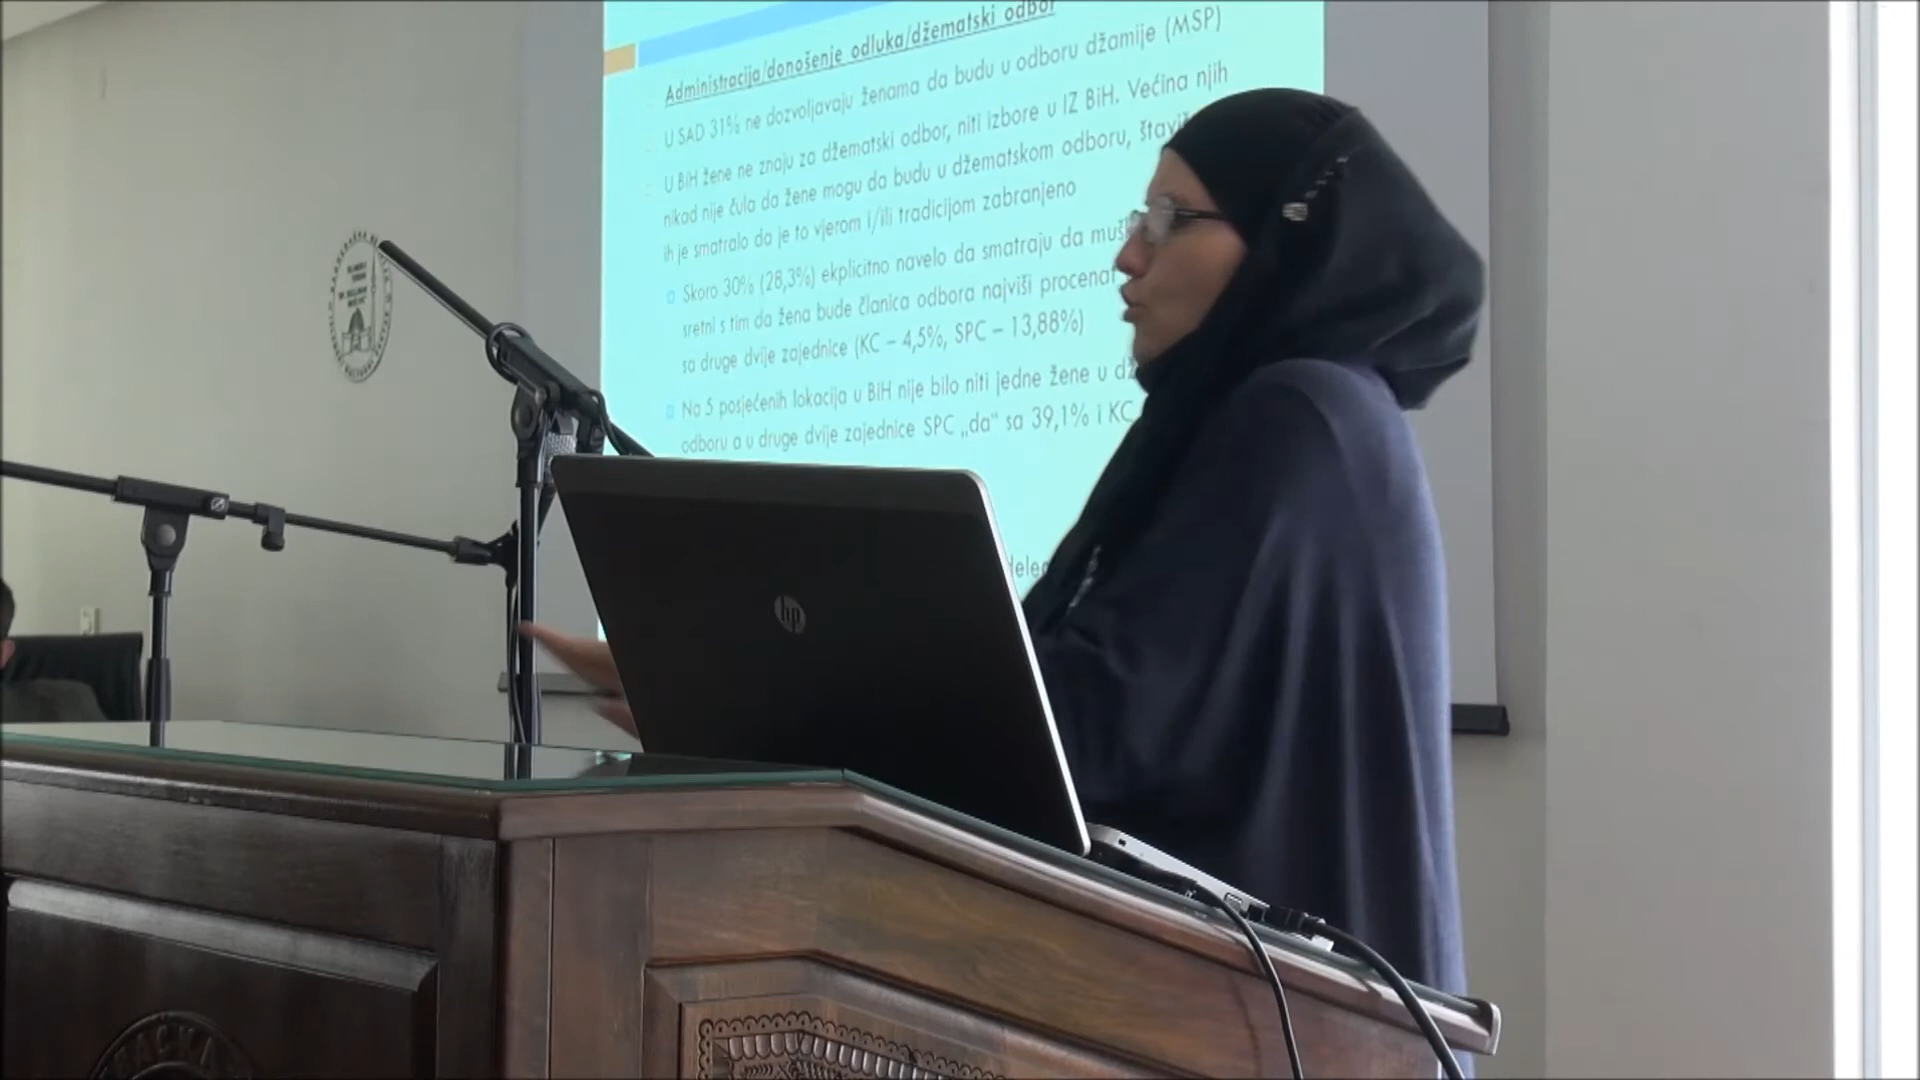 Administracija/donošenje odluka/džematski odbor
U SAD 31% ne dozvoljavaju ženama da budu u odboru džamije (MSP)
U BiH žene ne znaju za džematski odbor, niti izbore u IZ BiH. Većina njih
nikad nije čula da žene mogu da budu u džematskom odboru,
ih je smatralo da je to vjerom i/ili tradicijom zabranjeno
Skoro 30% (28,3%) ekplicitno navelo da smatraju da
sretni s tim da žena bude članica odbora najviši procenat
sa druge dvije zajednice (KC – 4,5%, SPC – 13,88%)
Na 5 posjećenih lokacija u BiH nije bilo niti jedne žene u
odboru a u druge dvije zajednice SPC „da“ sa 39,1% i KC
hp